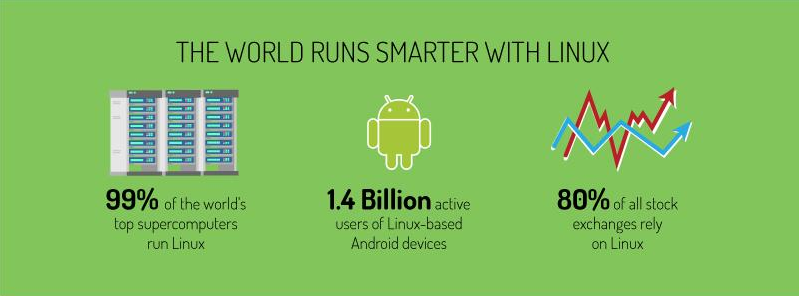 THE WORLD RUNS SMARTER WITH LINUX
99% of the world's
top supercomputers
run Linux
1.4 Billion active
users of Linux-based
Android devices
80% of all stock
exchanges rely
on Linux